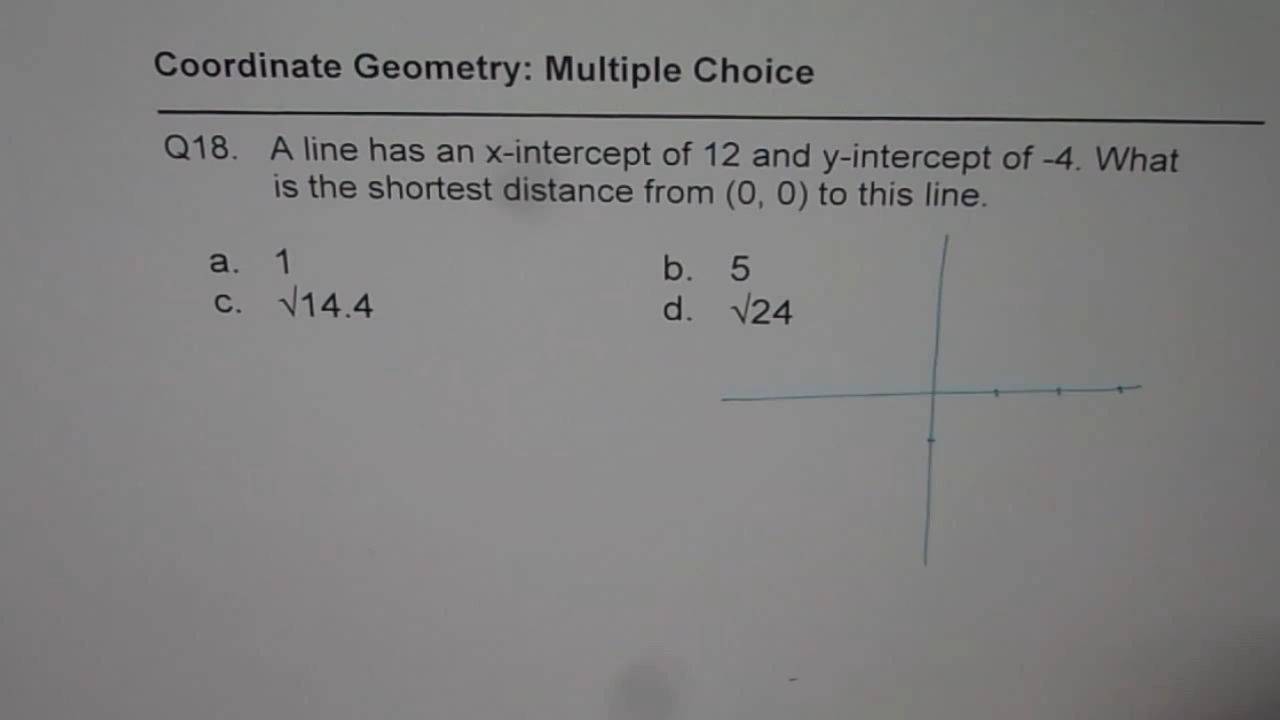 Coordinate Geometry: Multiple Choice
Q18. A line has an x-intercept of 12 and y-intercept of -4. What
is the shortest distance from (0, 0) to this line.
a. 1 b. 5
c. √14.4 d. √24